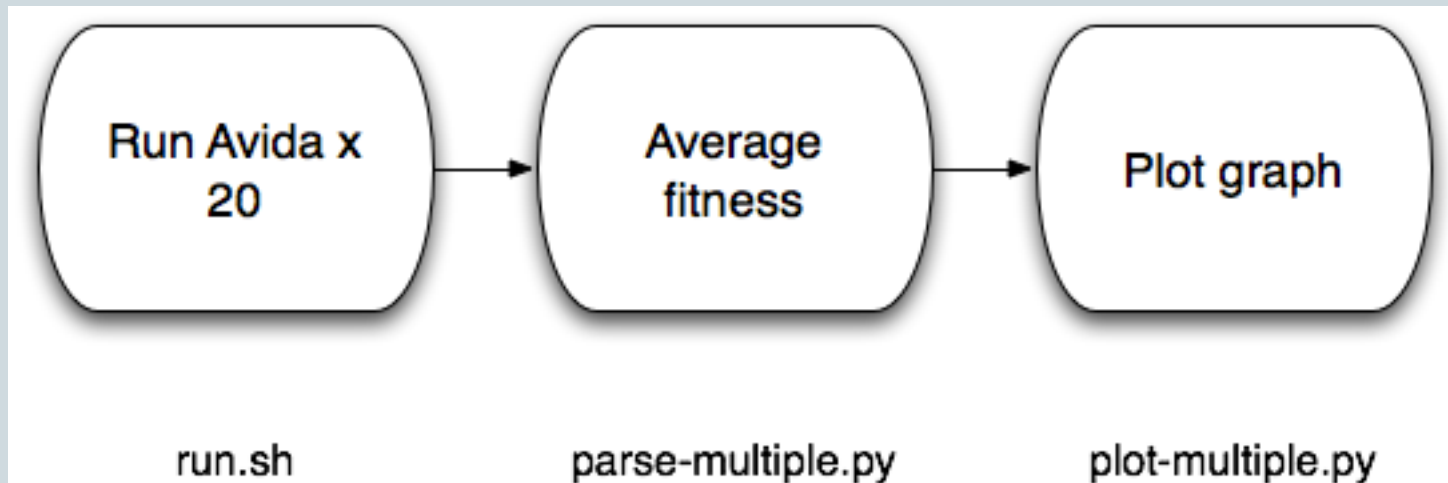 Run Avida x
20
Average
fitness
Plot graph
run.sh
parse-multiple.py
plot-multiple.py